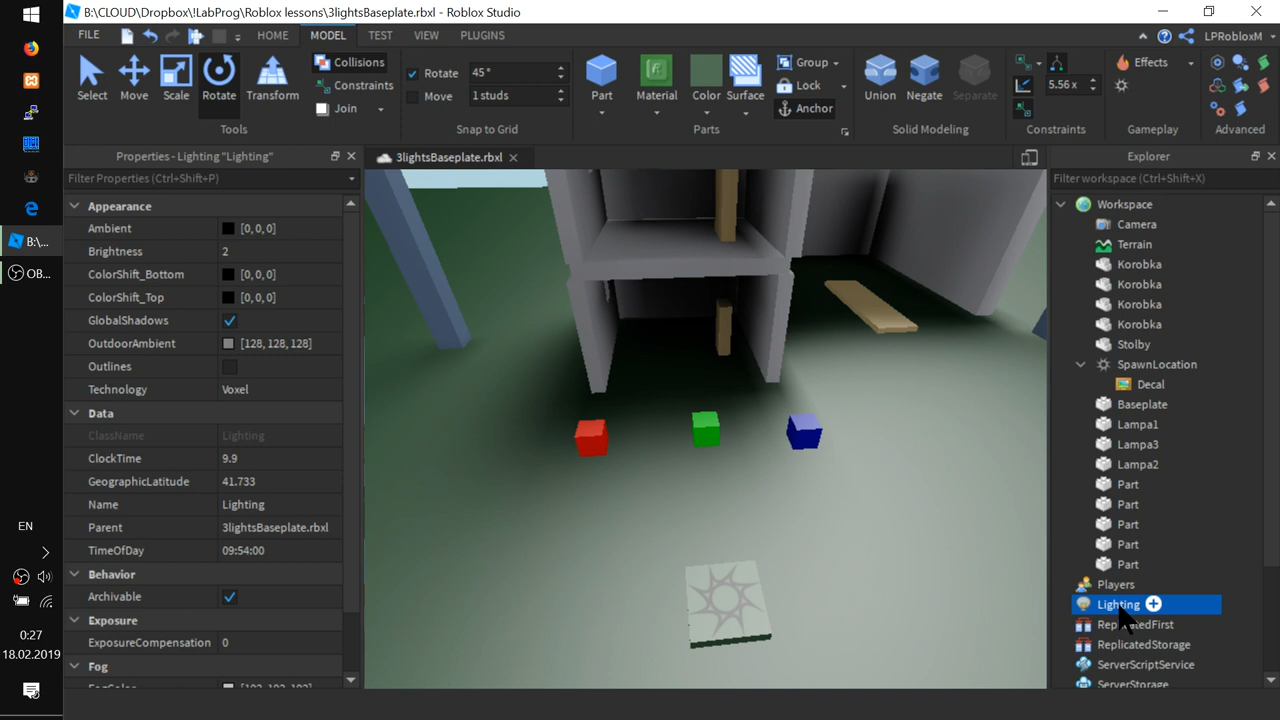 B:\CLOUD\Dropbox\!LabProg\Roblox lessons\3lightsBaseplate.rbxl - Roblox Studio
FILE HOME MODEL TEST VIEW PLUGINS LPRobloxM
Select Move Scale Rotate Transform
Collisions
Constraints
Join
Tools
Rotate 45°
Move 1 studs
Snap to Grid
Part Material Color Surface
Group
Lock
Anchor
Parts
Union Negate Separate
Solid Modeling
5.56 x
Constraints
Effects
Gameplay
Advanced
Properties - Lighting "Lighting"
Filter Properties (Ctrl+Shift+P)
Appearance
Ambient [0,0,0]
Brightness 2
ColorShift_Bottom [0,0,0]
ColorShift_Top [0,0,0]
GlobalShadows
OutdoorAmbient [128,128,128]
Outlines
Technology Voxel
Data
ClassName Lighting
ClockTime 9.9
GeographicLatitude 41.733
Name Lighting
Parent 3lightsBaseplate.rbxl
TimeOfDay 09:54:00
Behavior
Archivable
Exposure
ExposureCompensation 0
Fog
3lightsBaseplate.rbxl
Explorer
Filter workspace (Ctrl+Shift+X)
Workspace
Camera
Terrain
Korobka
Korobka
Korobka
Korobka
Stolby
SpawnLocation
Decal
Baseplate
Lampa1
Lampa3
Lampa2
Part
Part
Part
Part
Part
Players
Lighting
ReplicatedFirst
ReplicatedStorage
ServerScriptService
ServerStorage
B:\...
OB...
EN
0:27
18.02.2019